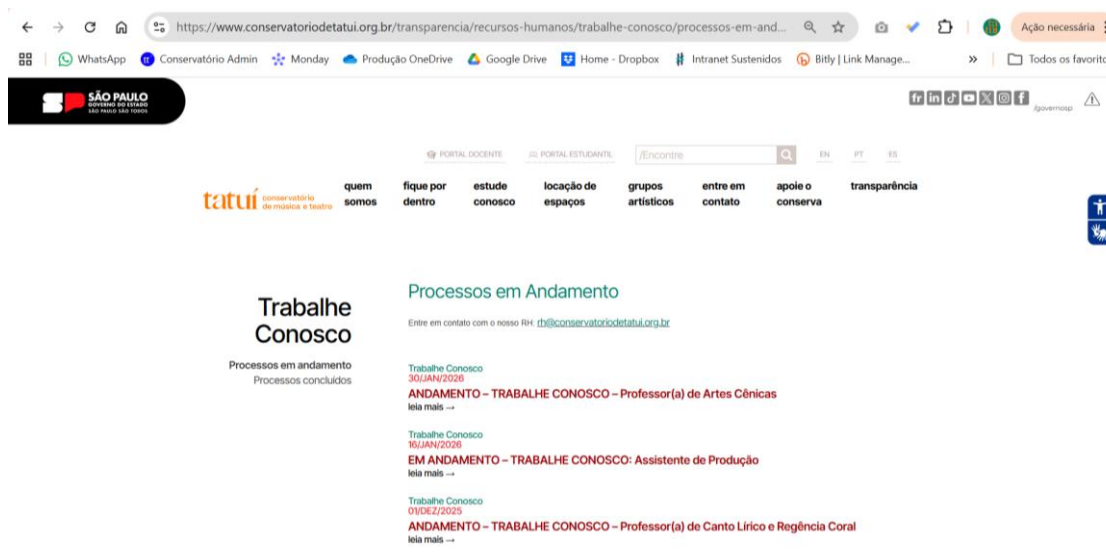 https://www.conservatoriodetatui.org.br/transparencia/recursos-humanos/trabalhe-conosco/processos-em-and...
Ação necessária
WhatsApp Conservatório Admin Monday Produção OneDrive Google Drive Home - Dropbox Intranet Sustenidos Bitly | Link Manage... » Todos os favorito
SÃO PAULO
GOVERNO DO ESTADO
SÃO PAULO SÃO TODOS
/governosp
PORTAL DOCENTE PORTAL ESTUDANTIL /Encontre EN PT ES
tatuí conservatório de música e teatro
quem somos
fique por dentro
estude conosco
locação de espaços
grupos artísticos
entre em contato
apoie o conserva
transparência
Trabalhe
Conosco
Processos em andamento
Processos concluídos
Processos em Andamento
Entre em contato com o nosso RH: rh@conservatoriodetatui.org.br
Trabalhe Conosco
30/JAN/2026
ANDAMENTO – TRABALHE CONOSCO – Professor(a) de Artes Cênicas
leia mais →
Trabalhe Conosco
16/JAN/2026
EM ANDAMENTO – TRABALHE CONOSCO: Assistente de Produção
leia mais →
Trabalhe Conosco
01/DEZ/2025
ANDAMENTO – TRABALHE CONOSCO – Professor(a) de Canto Lírico e Regência Coral
leia mais →